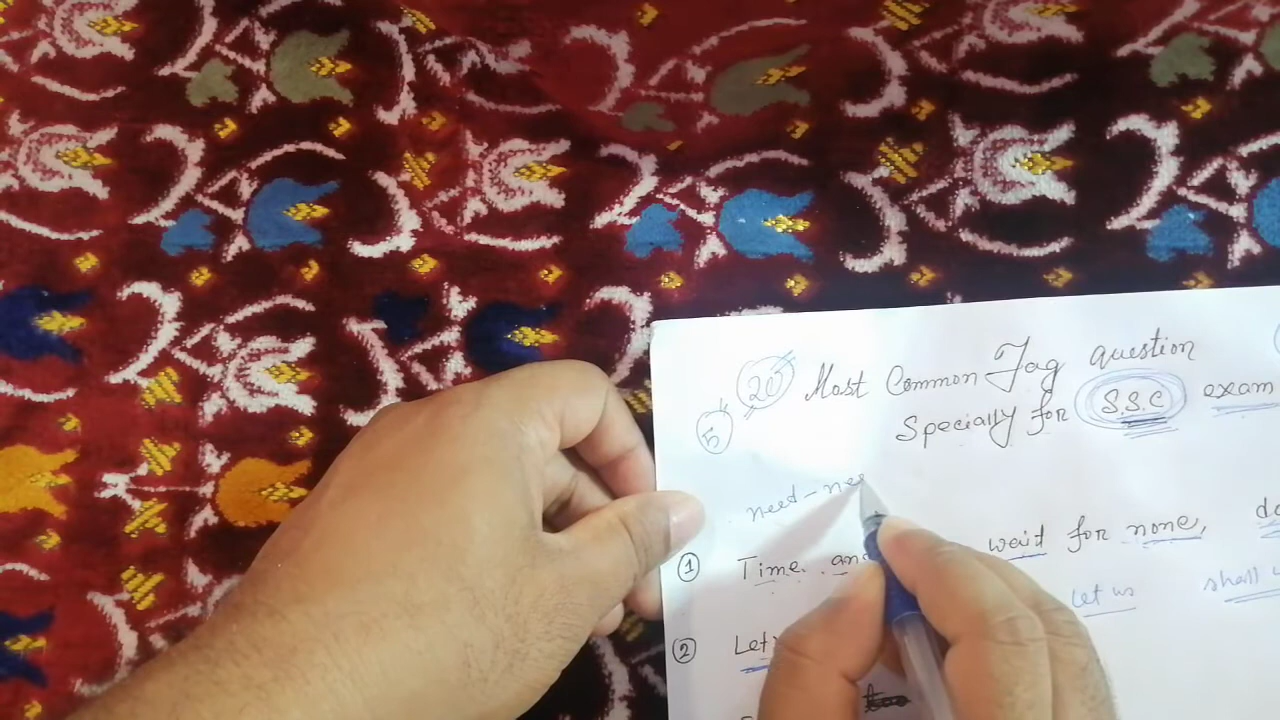 20 Most Common Tag question
5 Specially for S.S.C exam
need - nee
① Time and wait for none, do
let us shall
② Let